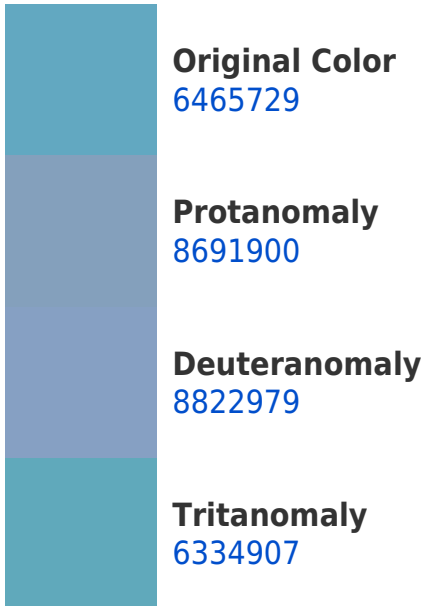 Original Color
6465729
Protanomaly
8691900
Deuteranomaly
8822979
Tritanomaly
6334907